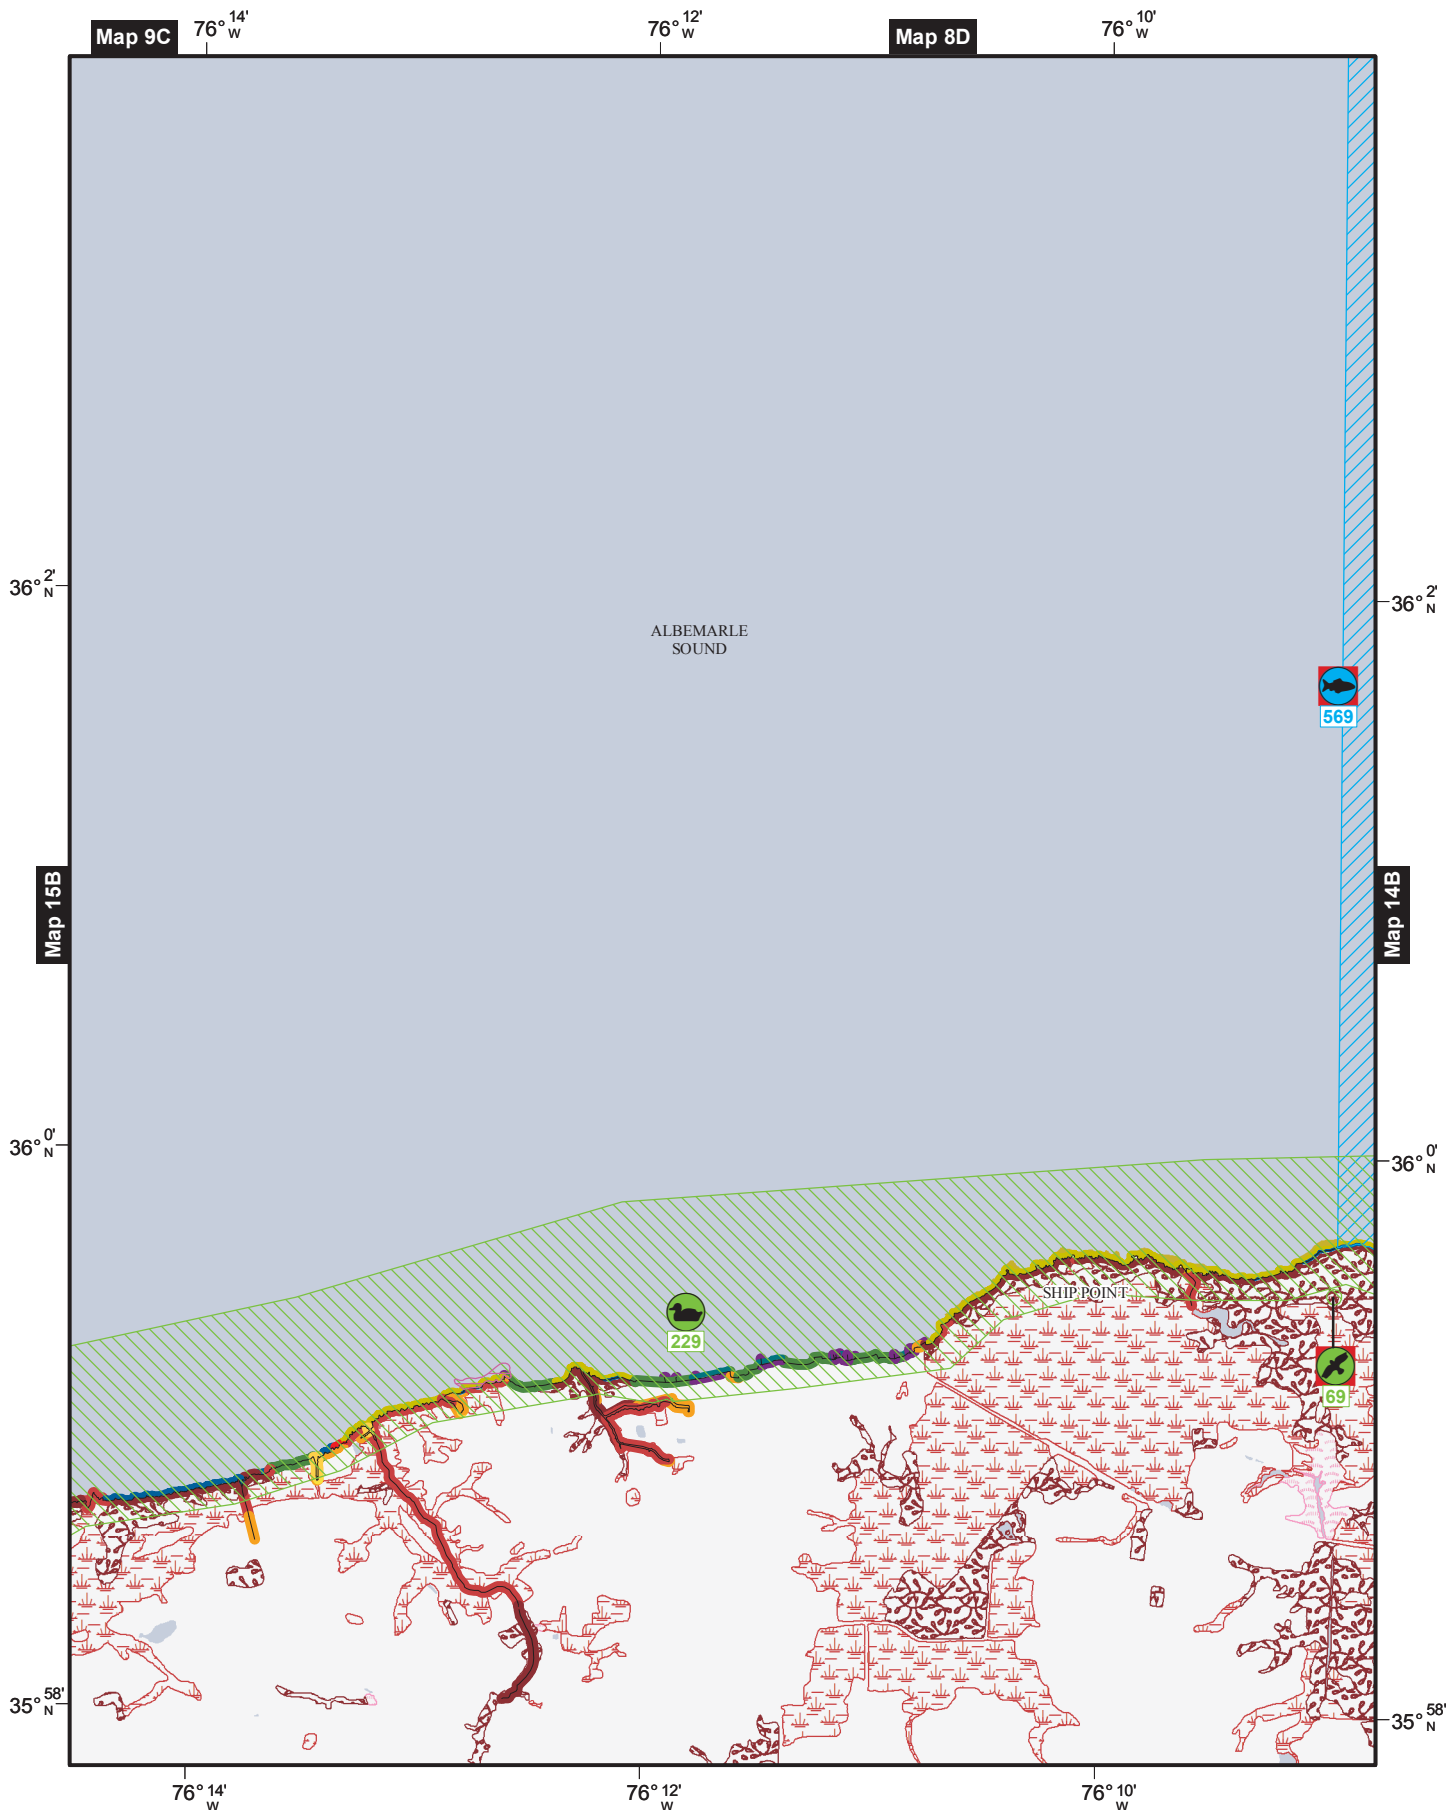 Map 9C
76° 14' W
76° 12' W
Map 8D
76° 10' W
36° 2' N
36° 2' N
ALBEMARLE
SOUND
569
Map 15B
Map 14B
36° 0' N
36° 0' N
SHIP POINT
229
69
35° 58' N
35° 58' N
76° 14' W
76° 12' W
76° 10' W